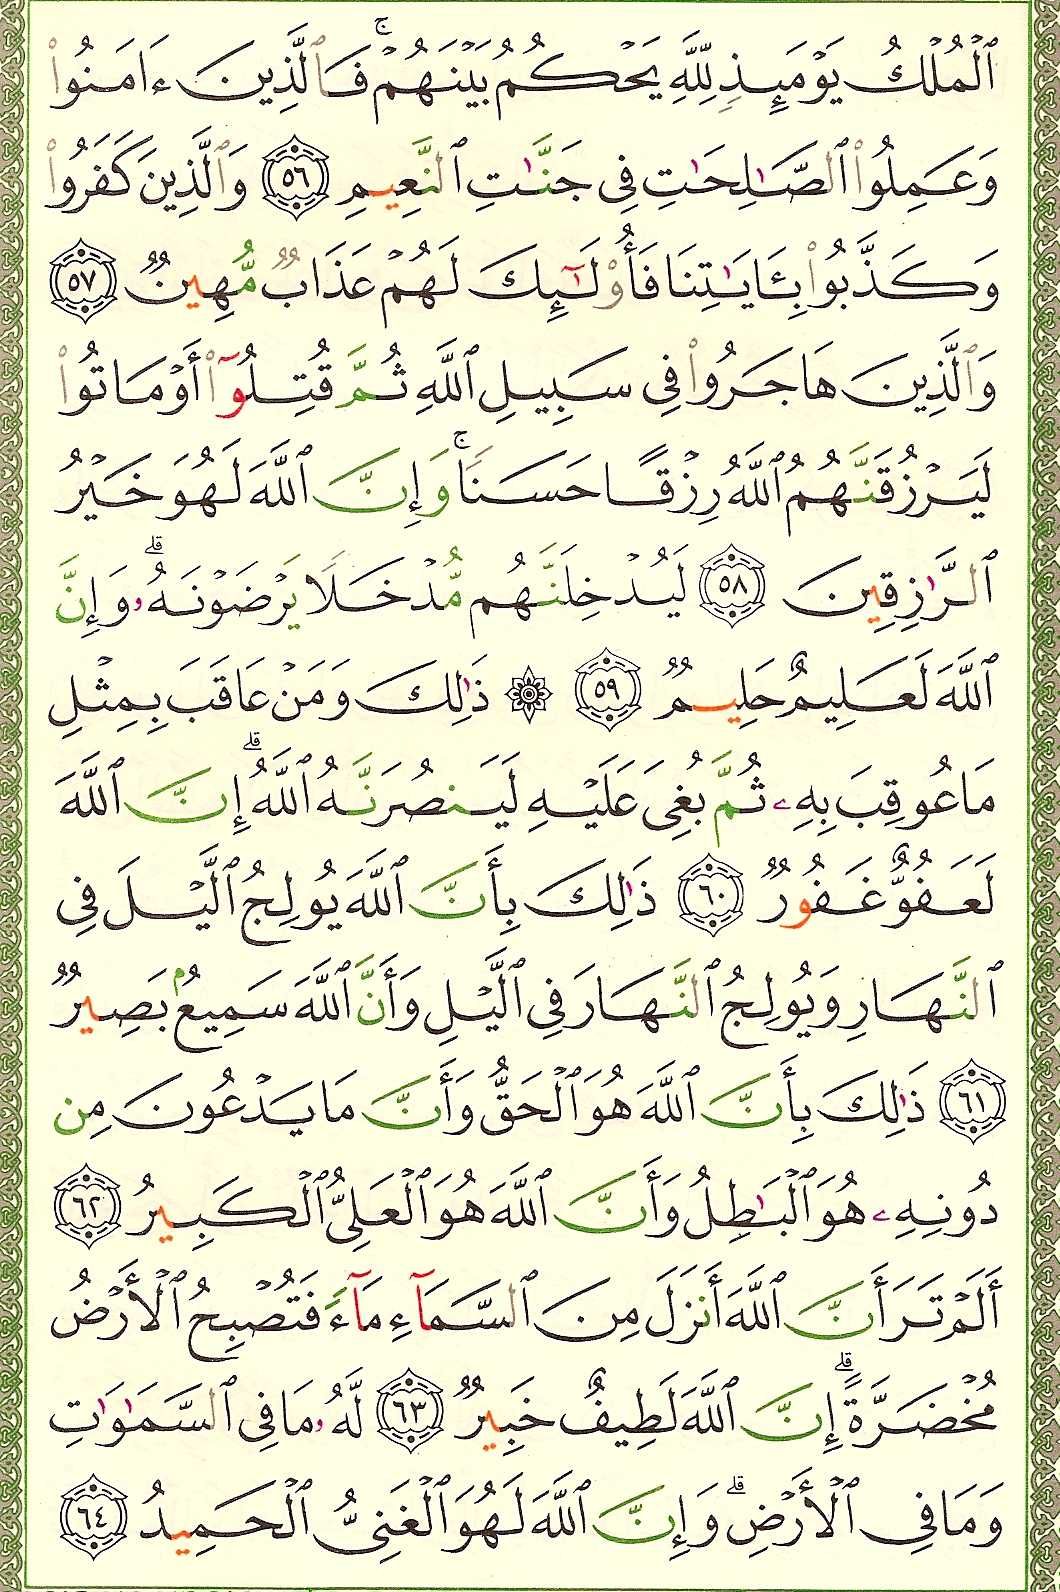 ٱلْمُلْكُ يَوْمَئِذٍ لِّلَّهِ يَحْكُمُ بَيْنَهُمْ ۚ فَٱلَّذِينَ ءَامَنُوا۟
وَعَمِلُوا۟ ٱلصَّـٰلِحَـٰتِ فِى جَنَّـٰتِ ٱلنَّعِيمِ ٥٦ وَٱلَّذِينَ كَفَرُوا۟
وَكَذَّبُوا۟ بِـَٔايَـٰتِنَا فَأُو۟لَـٰٓئِكَ لَهُمْ عَذَابٌ مُّهِينٌ ٥٧
وَٱلَّذِينَ هَاجَرُوا۟ فِى سَبِيلِ ٱللَّهِ ثُمَّ قُتِلُوٓا۟ أَوْ مَاتُوا۟
لَيَرْزُقَنَّهُمُ ٱللَّهُ رِزْقًا حَسَنًا ۚ وَإِنَّ ٱللَّهَ لَهُوَ خَيْرُ
ٱلرَّٰزِقِينَ ٥٨ لَيُدْخِلَنَّهُم مُّدْخَلًا يَرْضَوْنَهُۥ ۗ وَإِنَّ
ٱللَّهَ لَعَلِيمٌ حَلِيمٌ ٥٩ ۞ ذَٰلِكَ وَمَنْ عَاقَبَ بِمِثْلِ
مَا عُوقِبَ بِهِۦ ثُمَّ بُغِىَ عَلَيْهِ لَيَنصُرَنَّهُ ٱللَّهُ ۗ إِنَّ ٱللَّهَ
لَعَفُوٌّ غَفُورٌ ٦٠ ذَٰلِكَ بِأَنَّ ٱللَّهَ يُولِجُ ٱلَّيْلَ فِى
ٱلنَّهَارِ وَيُولِجُ ٱلنَّهَارَ فِى ٱلَّيْلِ وَأَنَّ ٱللَّهَ سَمِيعٌۢ بَصِيرٌ
٦١ ذَٰلِكَ بِأَنَّ ٱللَّهَ هُوَ ٱلْحَقُّ وَأَنَّ مَا يَدْعُونَ مِن
دُونِهِۦ هُوَ ٱلْبَـٰطِلُ وَأَنَّ ٱللَّهَ هُوَ ٱلْعَلِىُّ ٱلْكَبِيرُ ٦٢
أَلَمْ تَرَ أَنَّ ٱللَّهَ أَنزَلَ مِنَ ٱلسَّمَآءِ مَآءً فَتُصْبِحُ ٱلْأَرْضُ
مُخْضَرَّةً ۗ إِنَّ ٱللَّهَ لَطِيفٌ خَبِيرٌ ٦٣ لَّهُۥ مَا فِى ٱلسَّمَـٰوَٰتِ
وَمَا فِى ٱلْأَرْضِ ۗ وَإِنَّ ٱللَّهَ لَهُوَ ٱلْغَنِىُّ ٱلْحَمِيدُ ٦٤